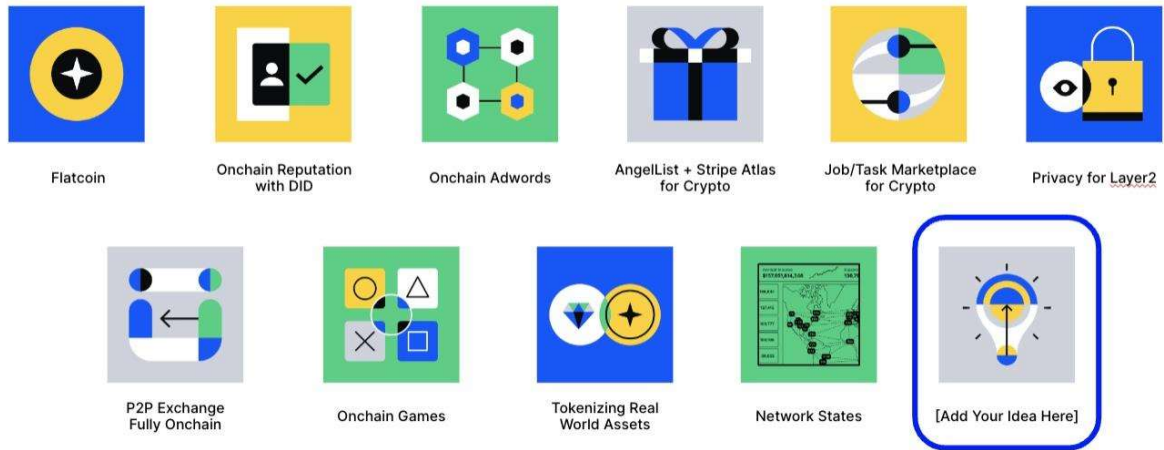 Flatcoin
Onchain Reputation
with DID
Onchain Adwords
AngelList + Stripe Atlas
for Crypto
Job/Task Marketplace
for Crypto
Privacy for Layer2
P2P Exchange
Fully Onchain
Onchain Games
Tokenizing Real
World Assets
Network States
[Add Your Idea Here]